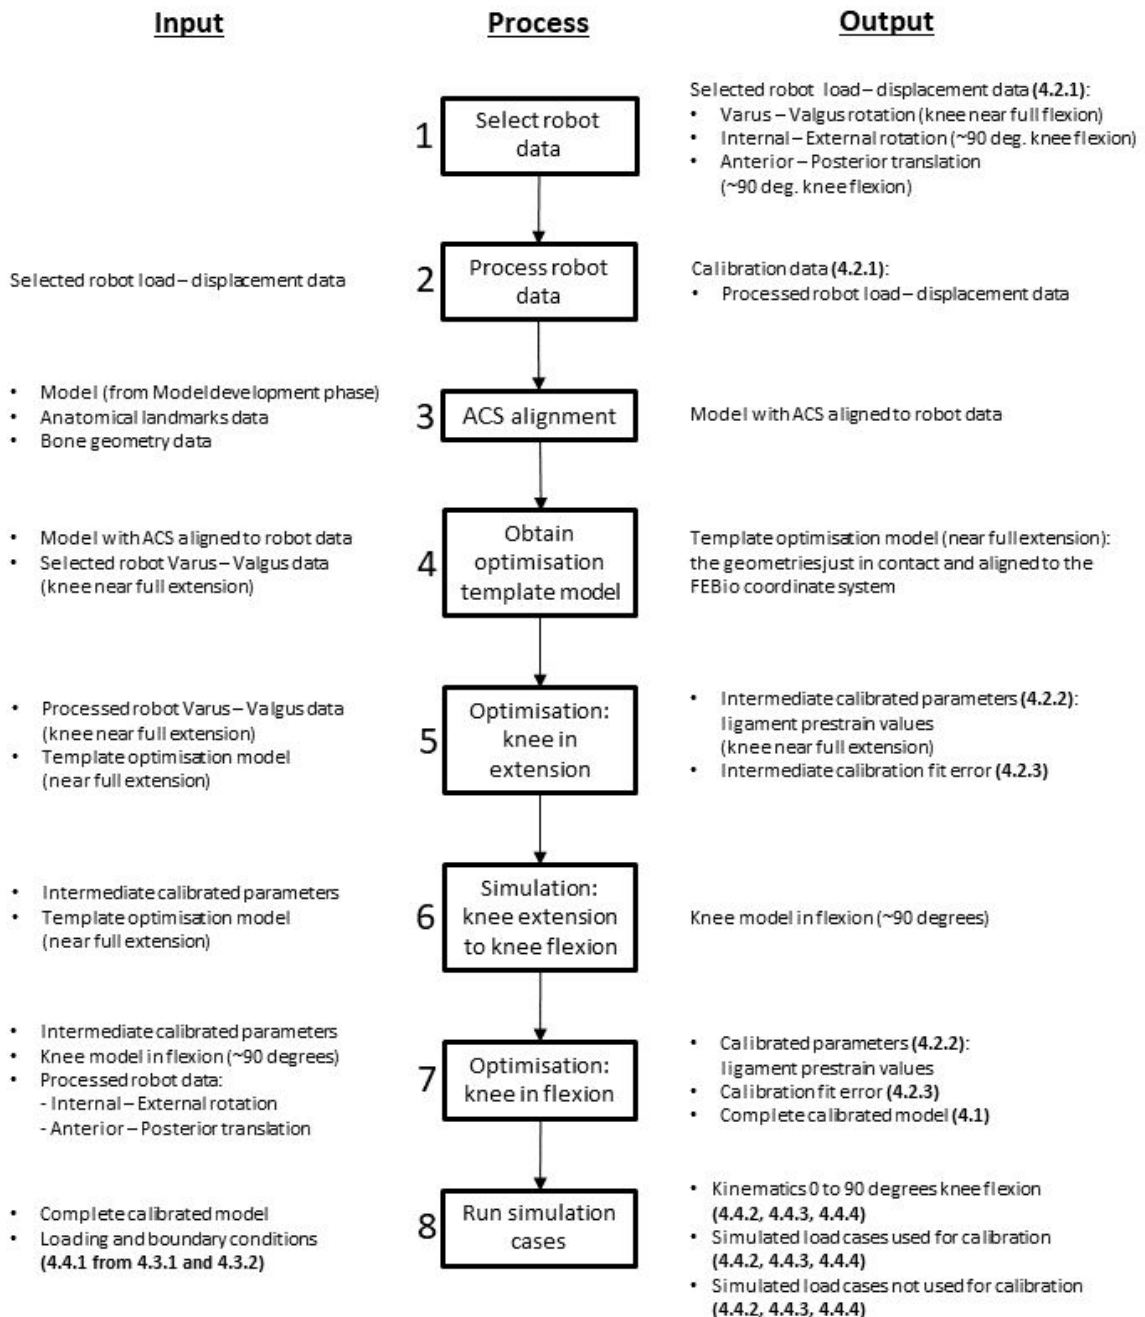 Input
Process
Output
1
Select robot
data
Selected robot load – displacement data (4.2.1):
• Varus – Valgus rotation (knee near full flexion)
• Internal – External rotation (~90 deg. knee flexion)
• Anterior – Posterior translation
(~90 deg. knee flexion)
Selected robot load – displacement data
2
Process robot
data
Calibration data (4.2.1):
• Processed robot load – displacement data
• Model (from Model development phase)
• Anatomical landmarks data
• Bone geometry data
3
ACS alignment
Model with ACS aligned to robot data
• Model with ACS aligned to robot data
• Selected robot Varus – Valgus data
(knee near full extension)
4
Obtain
optimisation
template model
Template optimisation model (near full extension):
the geometries just in contact and aligned to the
FEBio coordinate system
• Processed robot Varus – Valgus data
(knee near full extension)
• Template optimisation model
(near full extension)
5
Optimisation:
knee in
extension
• Intermediate calibrated parameters (4.2.2):
ligament prestrain values
(knee near full extension)
• Intermediate calibration fit error (4.2.3)
• Intermediate calibrated parameters
• Template optimisation model
(near full extension)
6
Simulation:
knee extension
to knee flexion
Knee model in flexion (~90 degrees)
• Intermediate calibrated parameters
• Knee model in flexion (~90 degrees)
• Processed robot data:
- Internal – External rotation
- Anterior – Posterior translation
7
Optimisation:
knee in flexion
• Calibrated parameters (4.2.2):
ligament prestrain values
• Calibration fit error (4.2.3)
• Complete calibrated model (4.1)
• Complete calibrated model
• Loading and boundary conditions
(4.4.1 from 4.3.1 and 4.3.2)
8
Run simulation
cases
• Kinematics 0 to 90 degrees knee flexion
(4.4.2, 4.4.3, 4.4.4)
• Simulated load cases used for calibration
(4.4.2, 4.4.3, 4.4.4)
• Simulated load cases not used for calibration
(4.4.2, 4.4.3, 4.4.4)